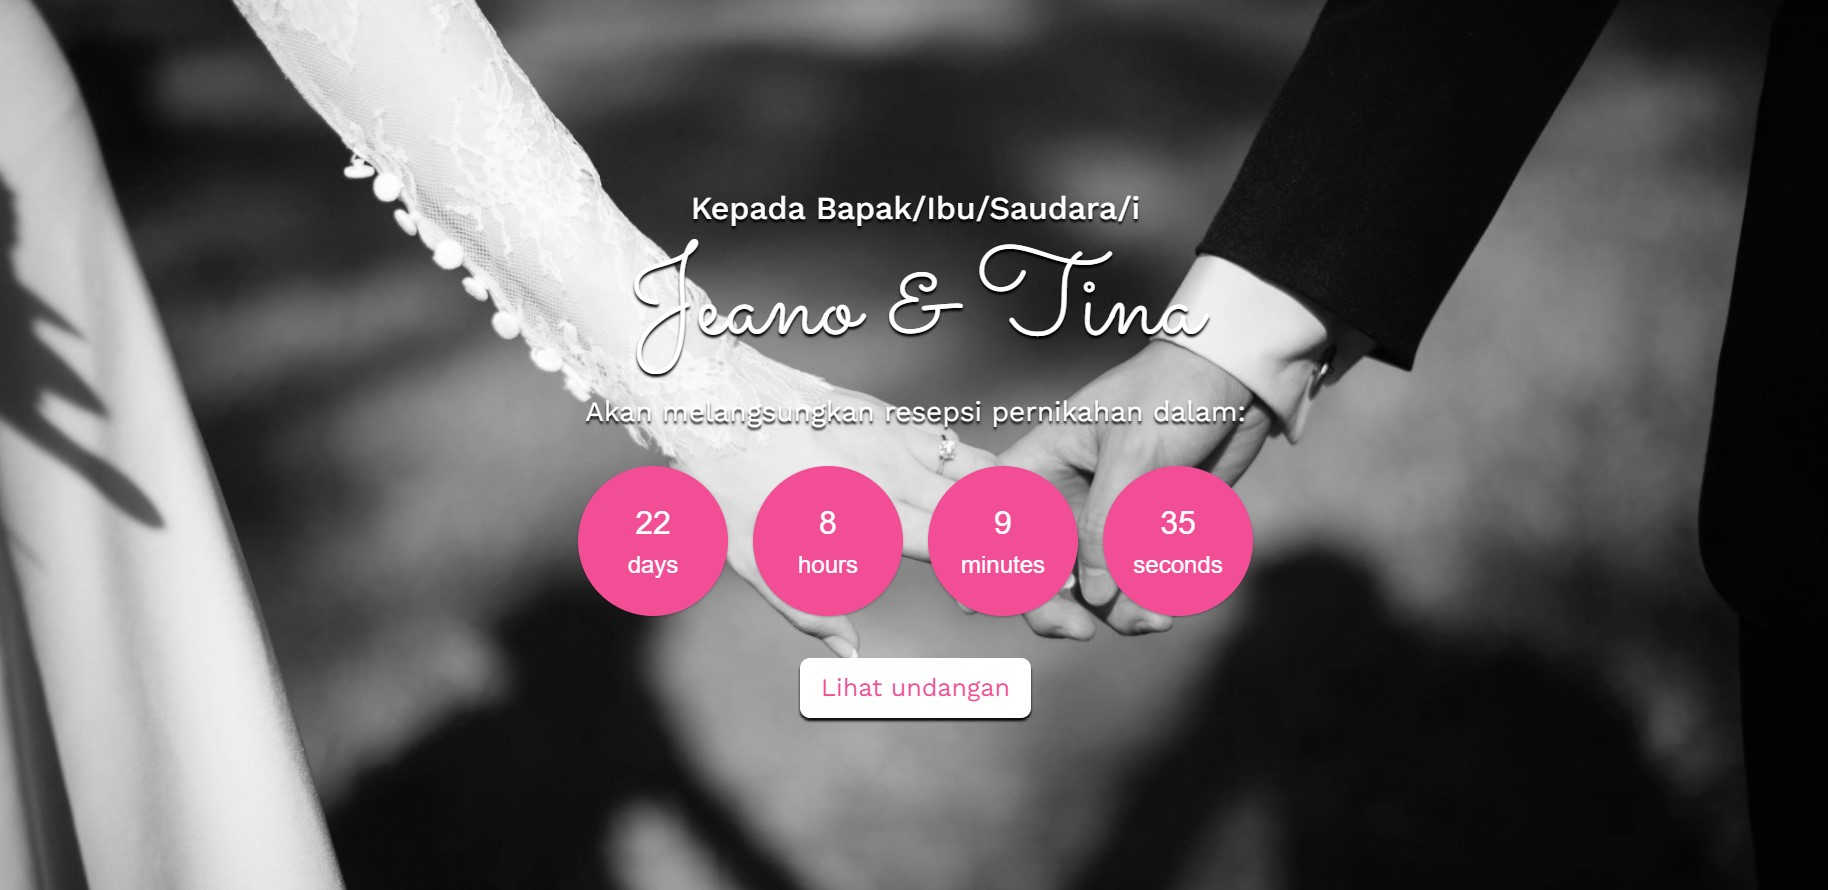 Kepada Bapak/Ibu/Saudara/i
Jeano & Tina
Akan melangsungkan resepsi pernikahan dalam:
22 8 9 35
days hours minutes seconds
Lihat undangan